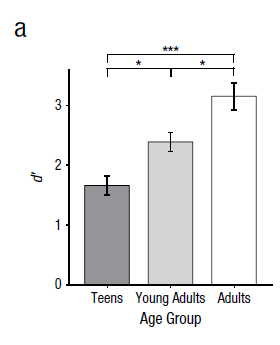 a
***
* *
3
2
1
0
d′
Teens Young Adults Adults
Age Group